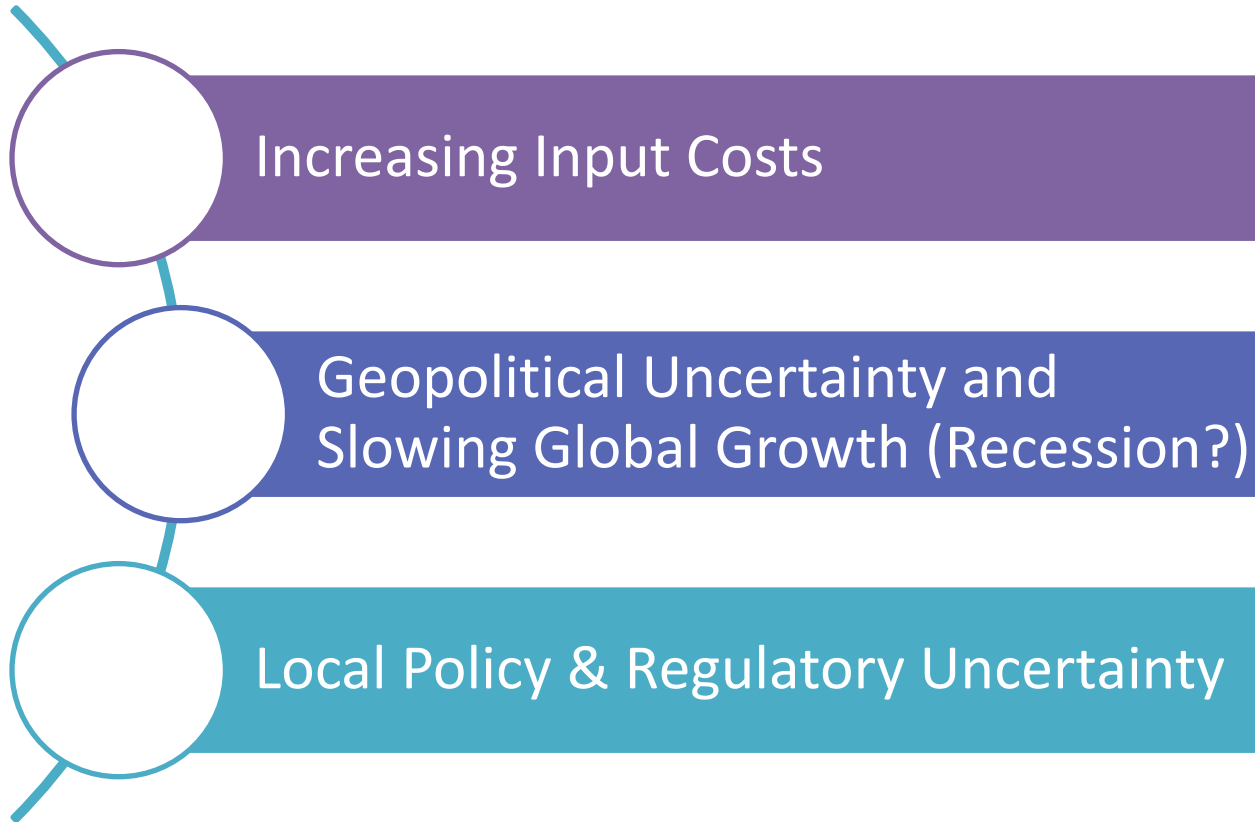 Increasing Input Costs
Geopolitical Uncertainty and
Slowing Global Growth (Recession?)
Local Policy & Regulatory Uncertainty